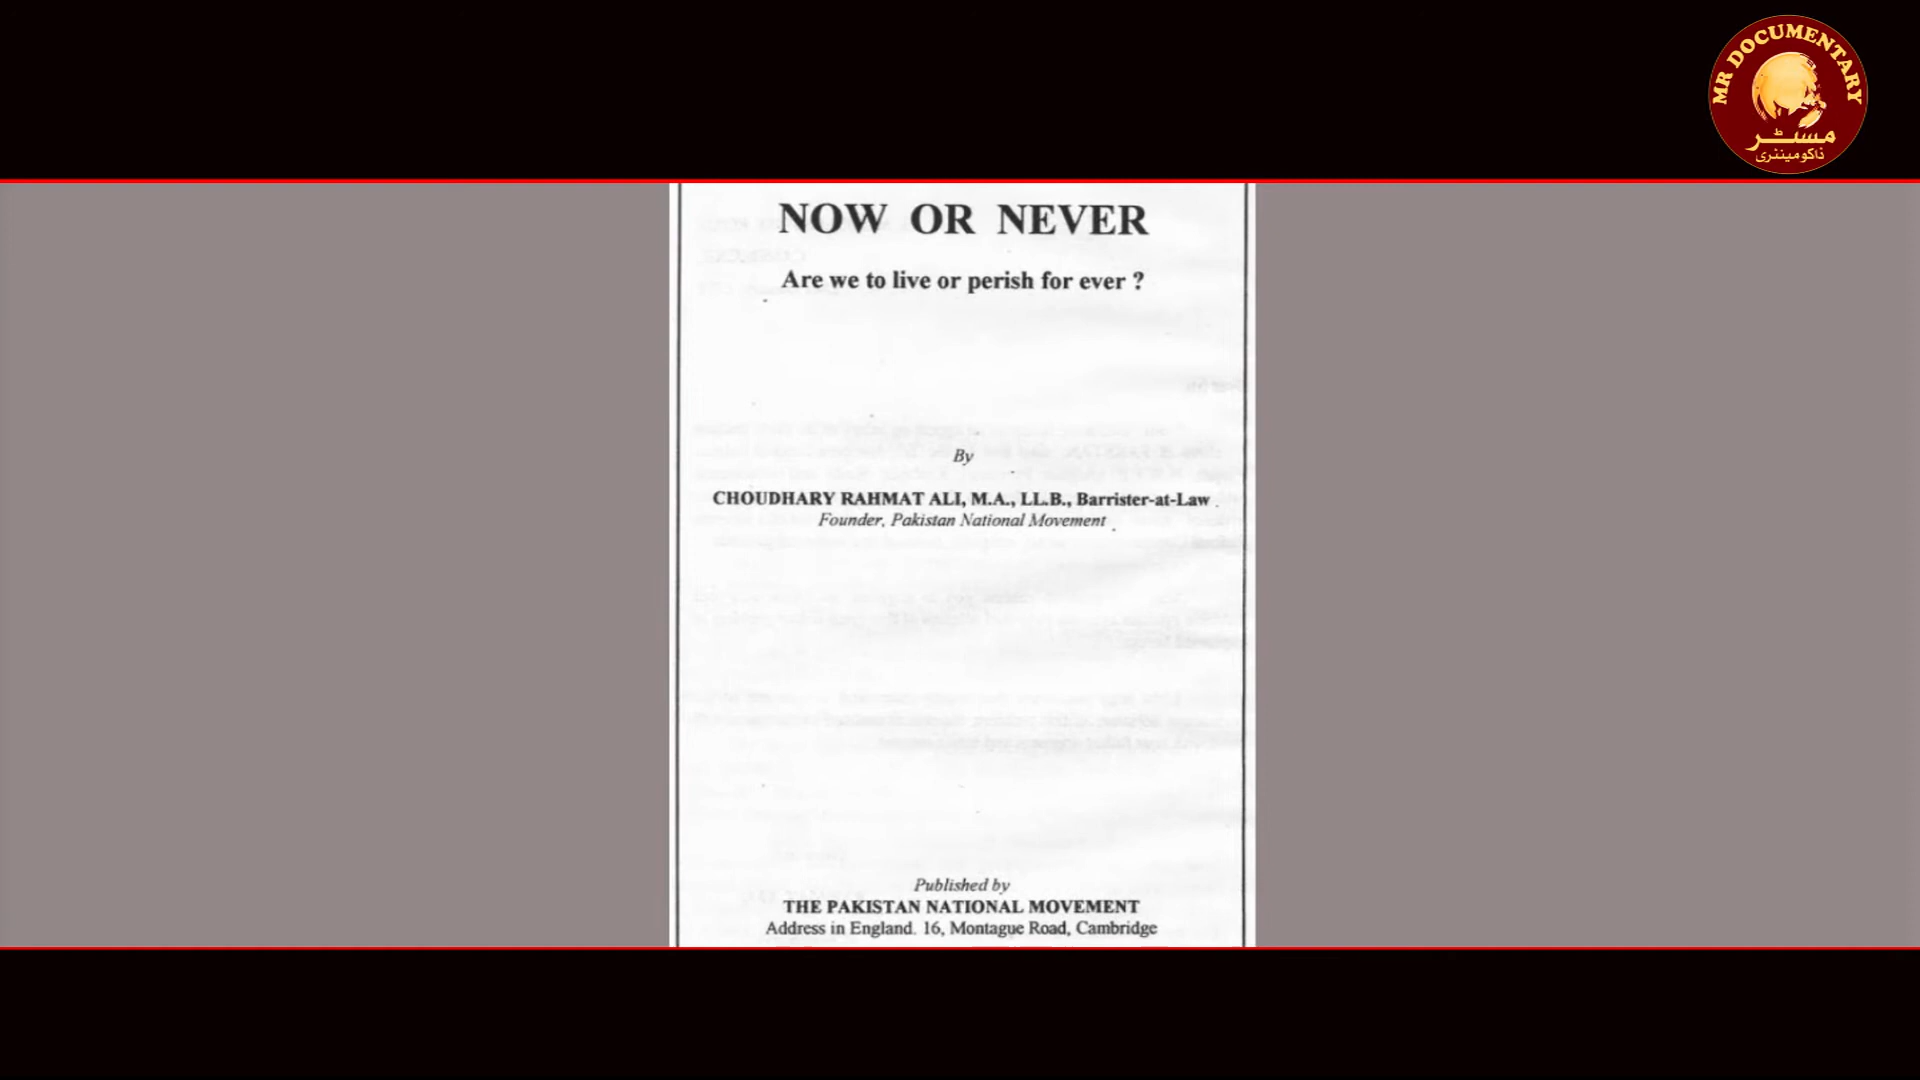 MR DOCUMENTARY
مسٹر
ڈاکومینٹری
NOW OR NEVER
Are we to live or perish for ever ?
By
CHOUDHARY RAHMAT ALI, M.A., LL.B., Barrister-at-Law
Founder, Pakistan National Movement
Published by
THE PAKISTAN NATIONAL MOVEMENT
Address in England. 16, Montague Road, Cambridge